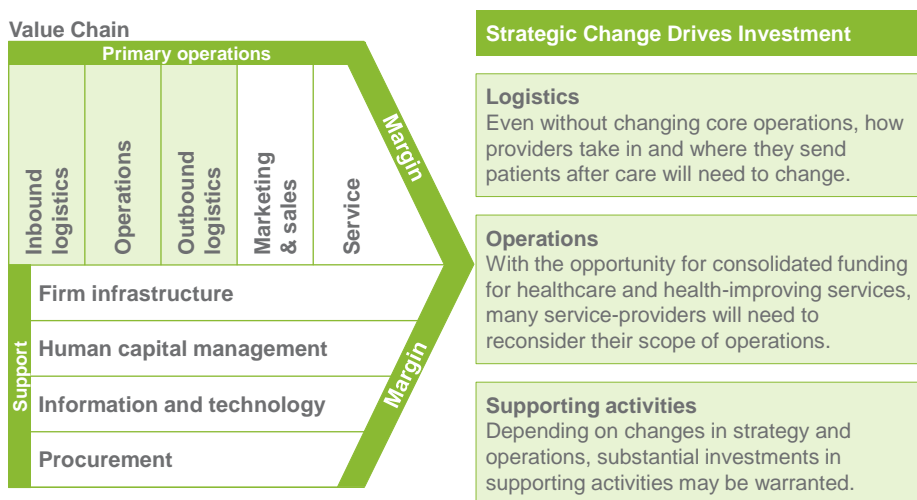 Value Chain
Primary operations
Inbound
logistics
Operations
Outbound
logistics
Marketing
& sales
Service
Margin
Support
Firm infrastructure
Human capital management
Information and technology
Procurement
Margin
Strategic Change Drives Investment
Logistics
Even without changing core operations, how
providers take in and where they send
patients after care will need to change.
Operations
With the opportunity for consolidated funding
for healthcare and health-improving services,
many service-providers will need to
reconsider their scope of operations.
Supporting activities
Depending on changes in strategy and
operations, substantial investments in
supporting activities may be warranted.